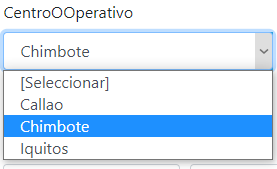 CentroOOperativo
Chimbote
[Seleccionar]
Callao
Chimbote
Iquitos